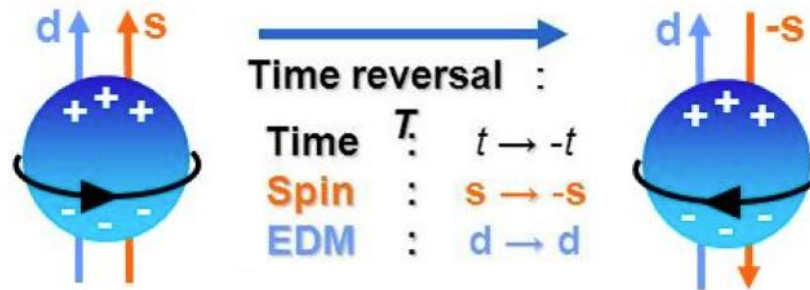 d s
+ + +
- - -
Time reversal :
T
Time : t → -t
Spin : s → -s
EDM : d → d
d -s
+ + +
- - -